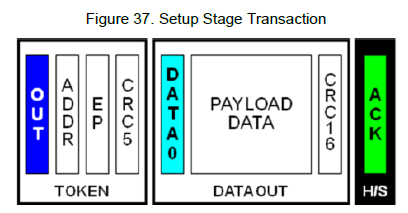 Figure 37. Setup Stage Transaction
OUT
ADDR
EP
CRC5
DATA0
PAYLOAD
DATA
CRC16
ACK
TOKEN
DATA OUT
H/S